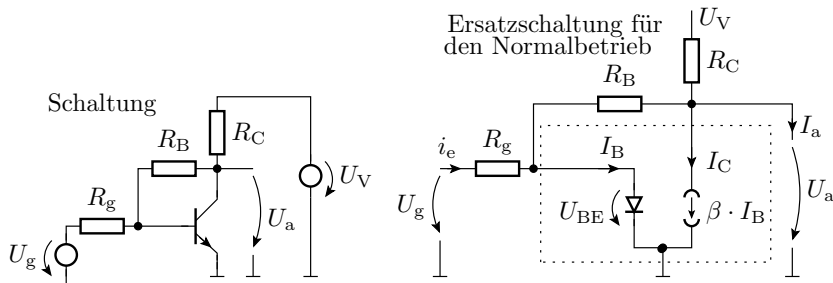 Schaltung
R_B
R_C
R_g
U_g
U_a
U_V
Ersatzschaltung für
den Normalbetrieb
U_V
R_C
R_B
i_e
R_g
I_B
I_C
I_a
U_g
U_BE
β · I_B
U_a